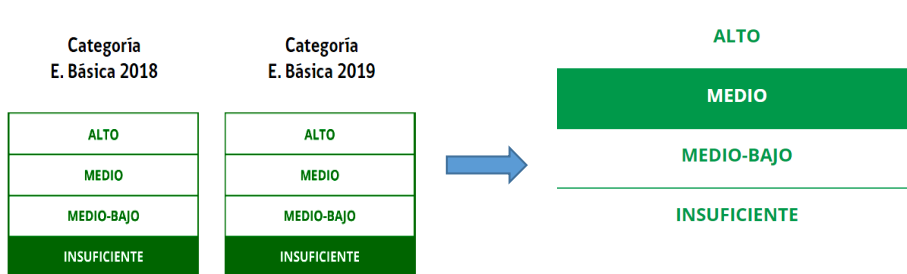 Categoría
E. Básica 2018
ALTO
MEDIO
MEDIO-BAJO
INSUFICIENTE
Categoría
E. Básica 2019
ALTO
MEDIO
MEDIO-BAJO
INSUFICIENTE
ALTO
MEDIO
MEDIO-BAJO
INSUFICIENTE